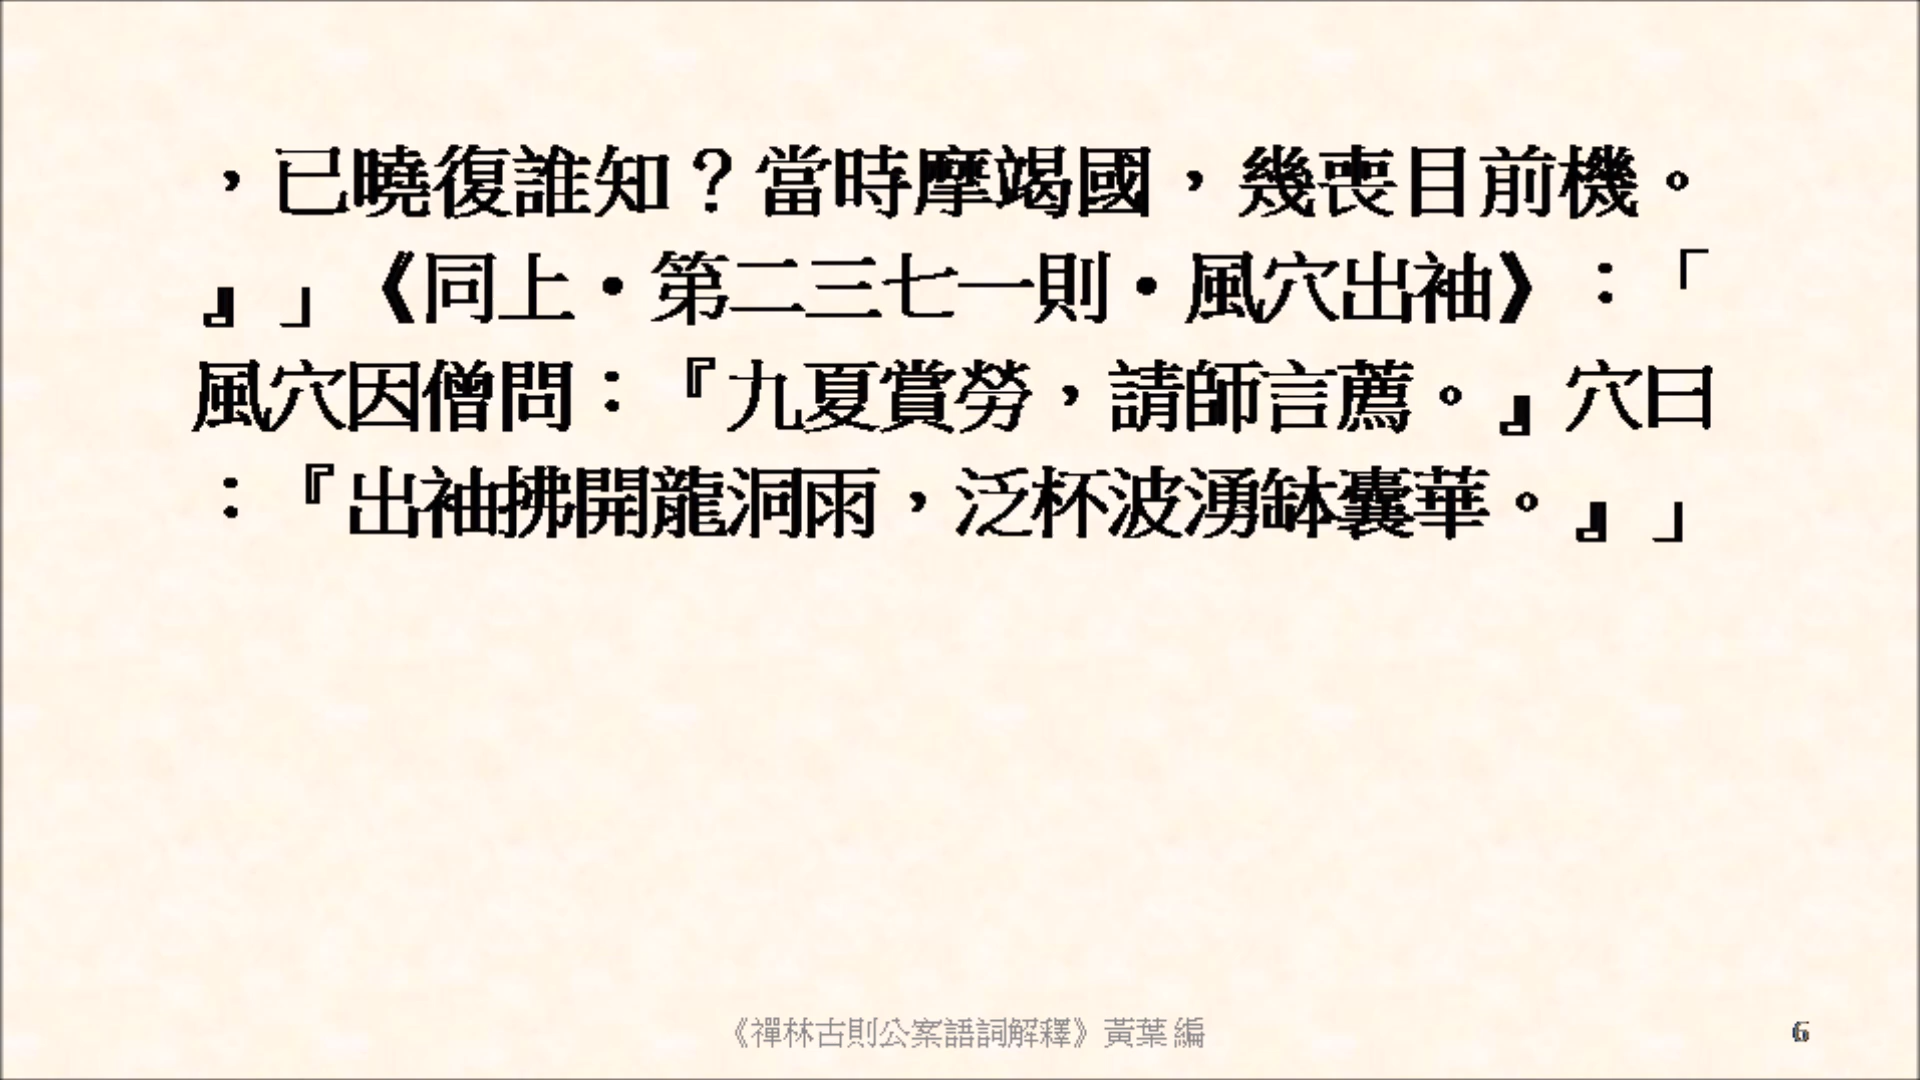 ，已曉復誰知？當時摩竭國，幾喪目前機。
』」《同上•第二三七一則•風穴出袖》：「
風穴因僧問：『九夏賞勞，請師言薦。』穴曰
：『出袖拂開龍洞雨，泛杯波湧缽囊華。』」
《禪林古則公案語詞解釋》黃葉 編
6